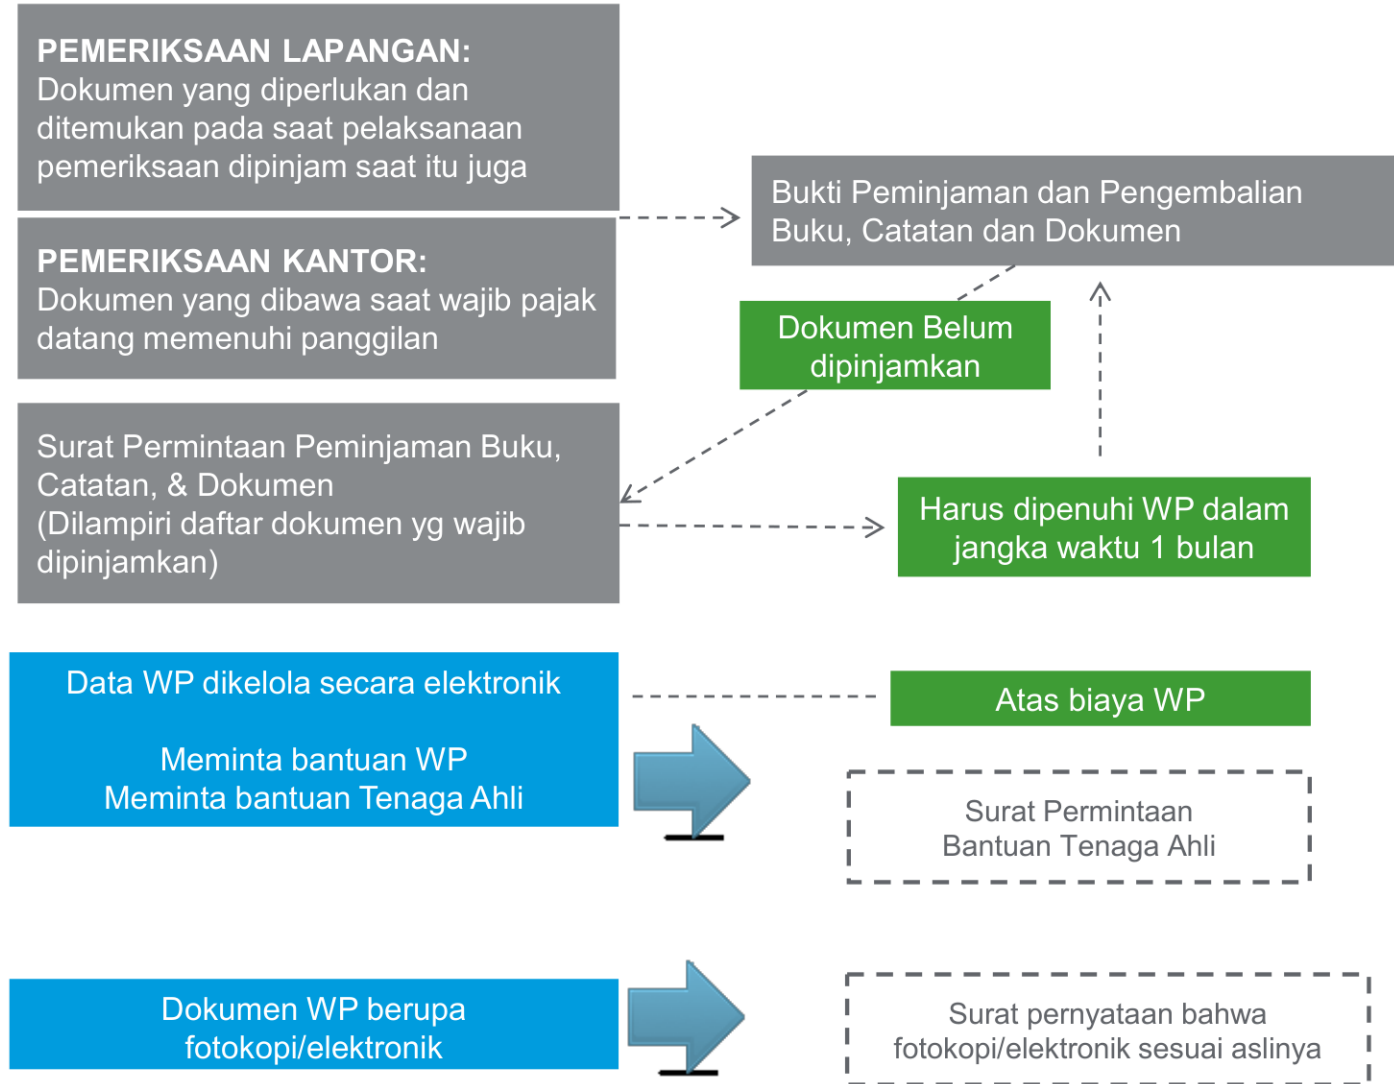 PEMERIKSAAN LAPANGAN:
Dokumen yang diperlukan dan
ditemukan pada saat pelaksanaan
pemeriksaan dipinjam saat itu juga
PEMERIKSAAN KANTOR:
Dokumen yang dibawa saat wajib pajak
datang memenuhi panggilan
Bukti Peminjaman dan Pengembalian
Buku, Catatan dan Dokumen
Dokumen Belum
dipinjamkan
Surat Permintaan Peminjaman Buku,
Catatan, & Dokumen
(Dilampiri daftar dokumen yg wajib
dipinjamkan)
Harus dipenuhi WP dalam
jangka waktu 1 bulan
Data WP dikelola secara elektronik
Meminta bantuan WP
Meminta bantuan Tenaga Ahli
Atas biaya WP
Surat Permintaan
Bantuan Tenaga Ahli
Dokumen WP berupa
fotokopi/elektronik
Surat pernyataan bahwa
fotokopi/elektronik sesuai aslinya